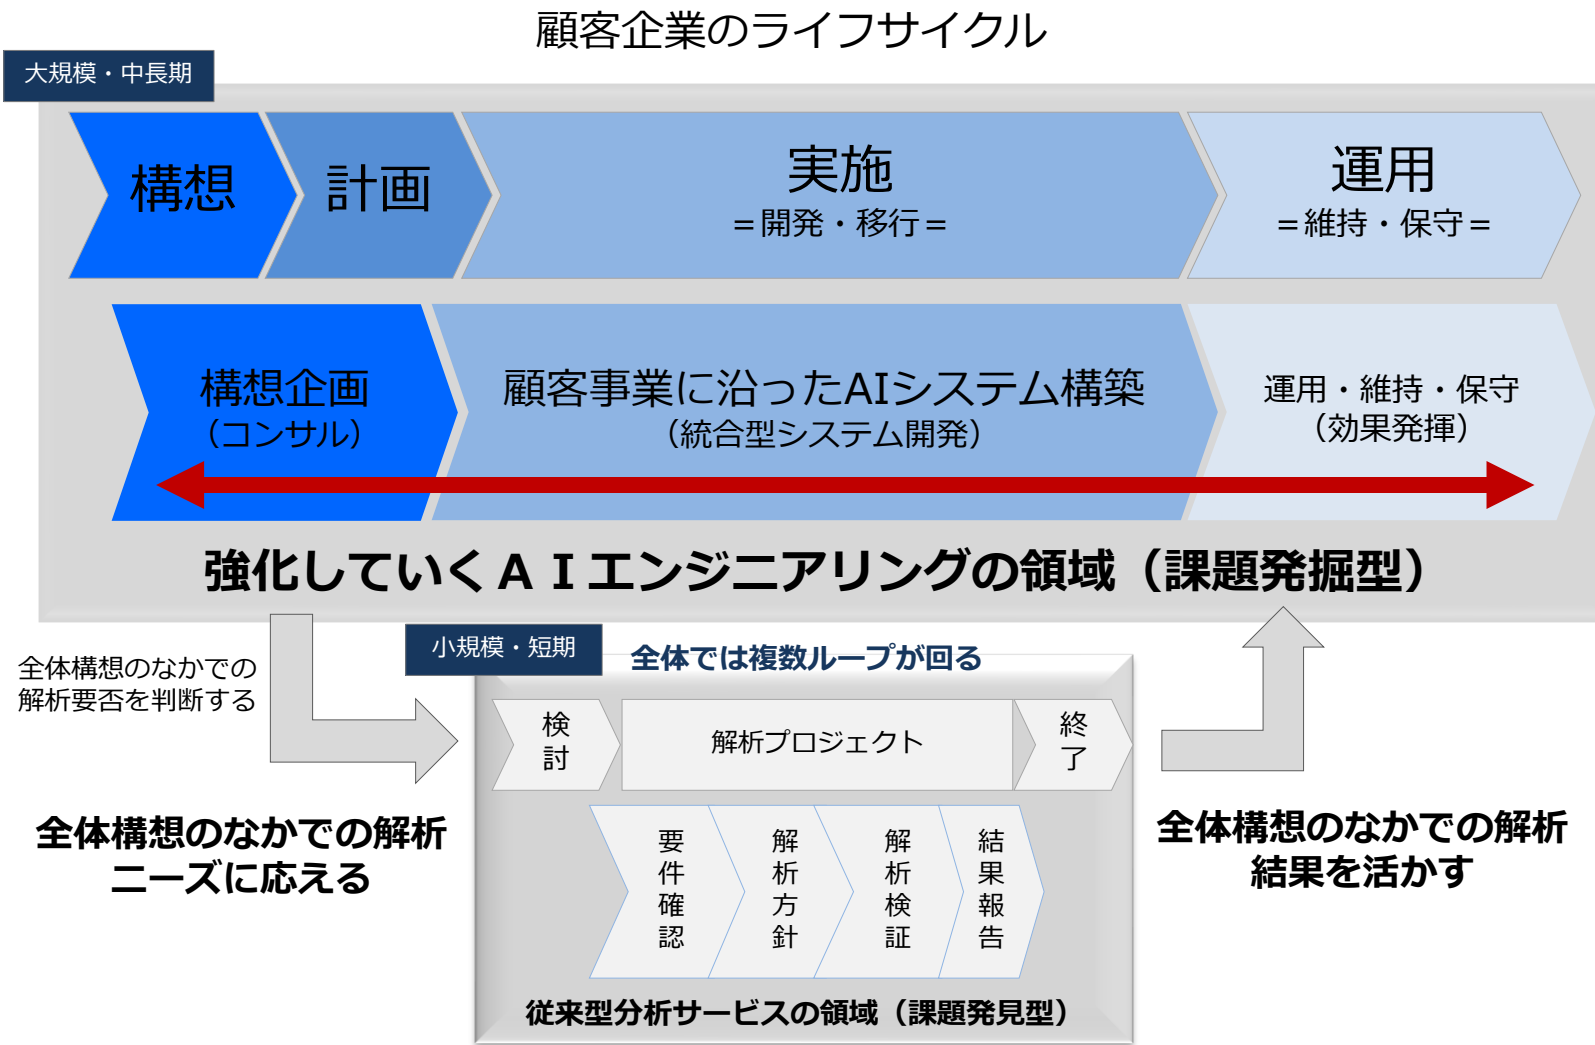 顧客企業のライフサイクル
大規模・中長期
構想
計画
実施
＝開発・移行＝
運用
＝維持・保守＝
構想企画
（コンサル）
顧客事業に沿ったAIシステム構築
（統合型システム開発）
運用・維持・保守
（効果発揮）
強化していくＡＩエンジニアリングの領域（課題発掘型）
全体構想のなかでの
解析要否を判断する
小規模・短期
全体では複数ループが回る
検討
解析プロジェクト
終了
全体構想のなかでの解析
ニーズに応える
要件確認
解析方針
解析検証
結果報告
全体構想のなかでの解析
結果を活かす
従来型分析サービスの領域（課題発見型）